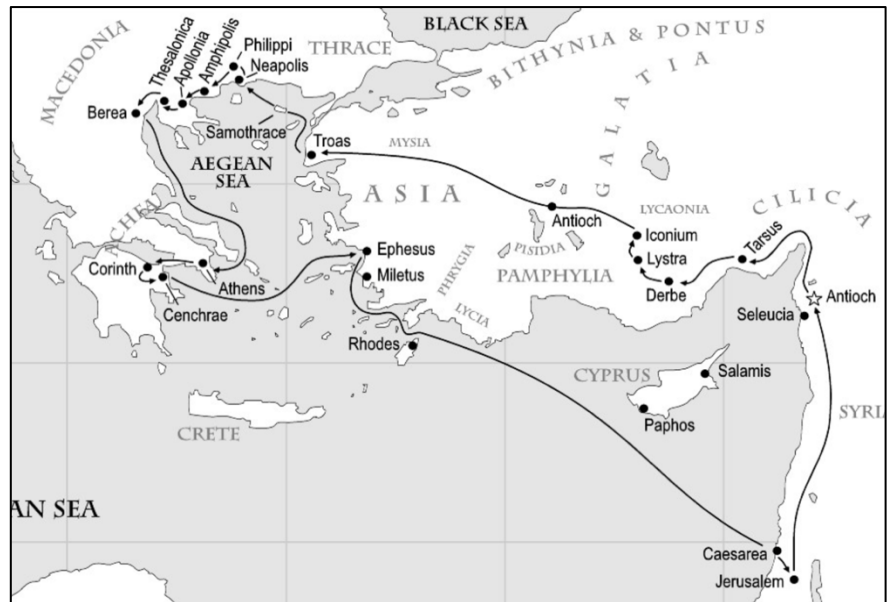 BLACK SEA
MACEDONIA
Thesalonica
Apollonia
Amphipolis
Philippi
Neapolis
THRACE
BITHYNIA & PONTUS
GALATIA
Berea
Samothrace
Troas
MYSIA
AEGEAN
SEA
ASIA
Antioch
LYCAONIA
CILICIA
ACHEA
Iconium
Tarsus
PISIDIA
Lystra
Ephesus
Corinth
Athens
Miletus
PHRYGIA
PAMPHYLIA
Derbe
Antioch
Cenchrae
LYCIA
Seleucia
Rhodes
CYPRUS
Salamis
Paphos
SYRI
CRETE
AN SEA
Caesarea
Jerusalem